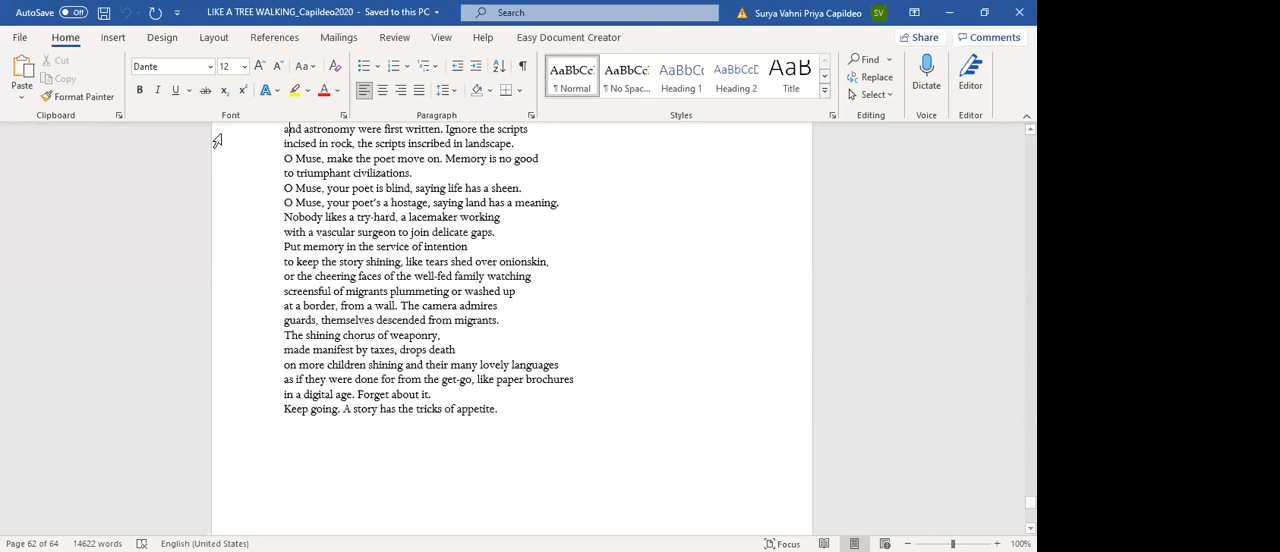 AutoSave Off LIKE A TREE WALKING_Capildeo2020 - Saved to this PC Search Surya Vahni Priya Capildeo SV
File Home Insert Design Layout References Mailings Review View Help Easy Document Creator Share Comments
Paste Cut Copy Format Painter Dante 12 Aa AaBbCc AaBbCc AaBbCc AaBbCc AaB Find Replace Select Dictate Editor
B I U ab x₂ x² A A ¶ Normal ¶ No Spac... Heading 1 Heading 2 Title
Clipboard Font Paragraph Styles Editing Voice Editor
and astronomy were first written. Ignore the scripts
incised in rock, the scripts inscribed in landscape.
O Muse, make the poet move on. Memory is no good
to triumphant civilizations.
O Muse, your poet is blind, saying life has a sheen.
O Muse, your poet's a hostage, saying land has a meaning.
Nobody likes a try-hard, a lacemaker working
with a vascular surgeon to join delicate gaps.
Put memory in the service of intention
to keep the story shining, like tears shed over onionskin,
or the cheering faces of the well-fed family watching
screensful of migrants plummeting or washed up
at a border, from a wall. The camera admires
guards, themselves descended from migrants.
The shining chorus of weaponry,
made manifest by taxes, drops death
on more children shining and their many lovely languages
as if they were done for from the get-go, like paper brochures
in a digital age. Forget about it.
Keep going. A story has the tricks of appetite.
Page 62 of 64 14622 words English (United States) Focus 100%